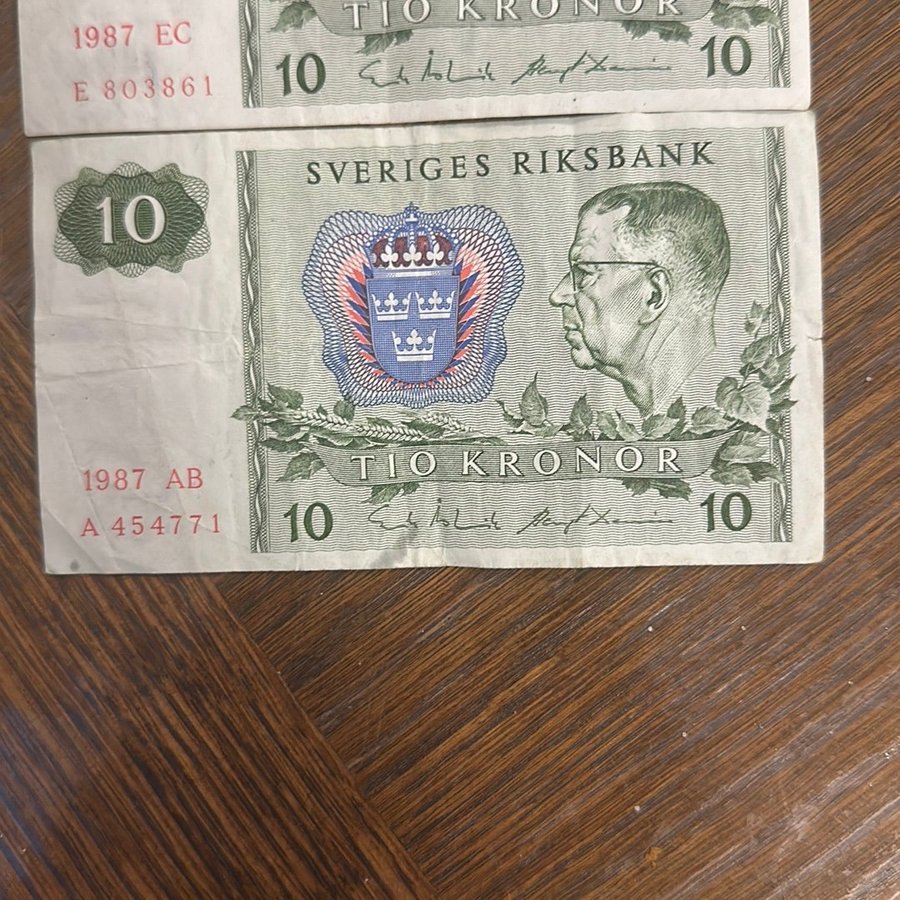 TIO KRONOR
1987 EC
E 803861
10
10
SVERIGES RIKSBANK
10
TIO KRONOR
1987 AB
A 454771
10
10